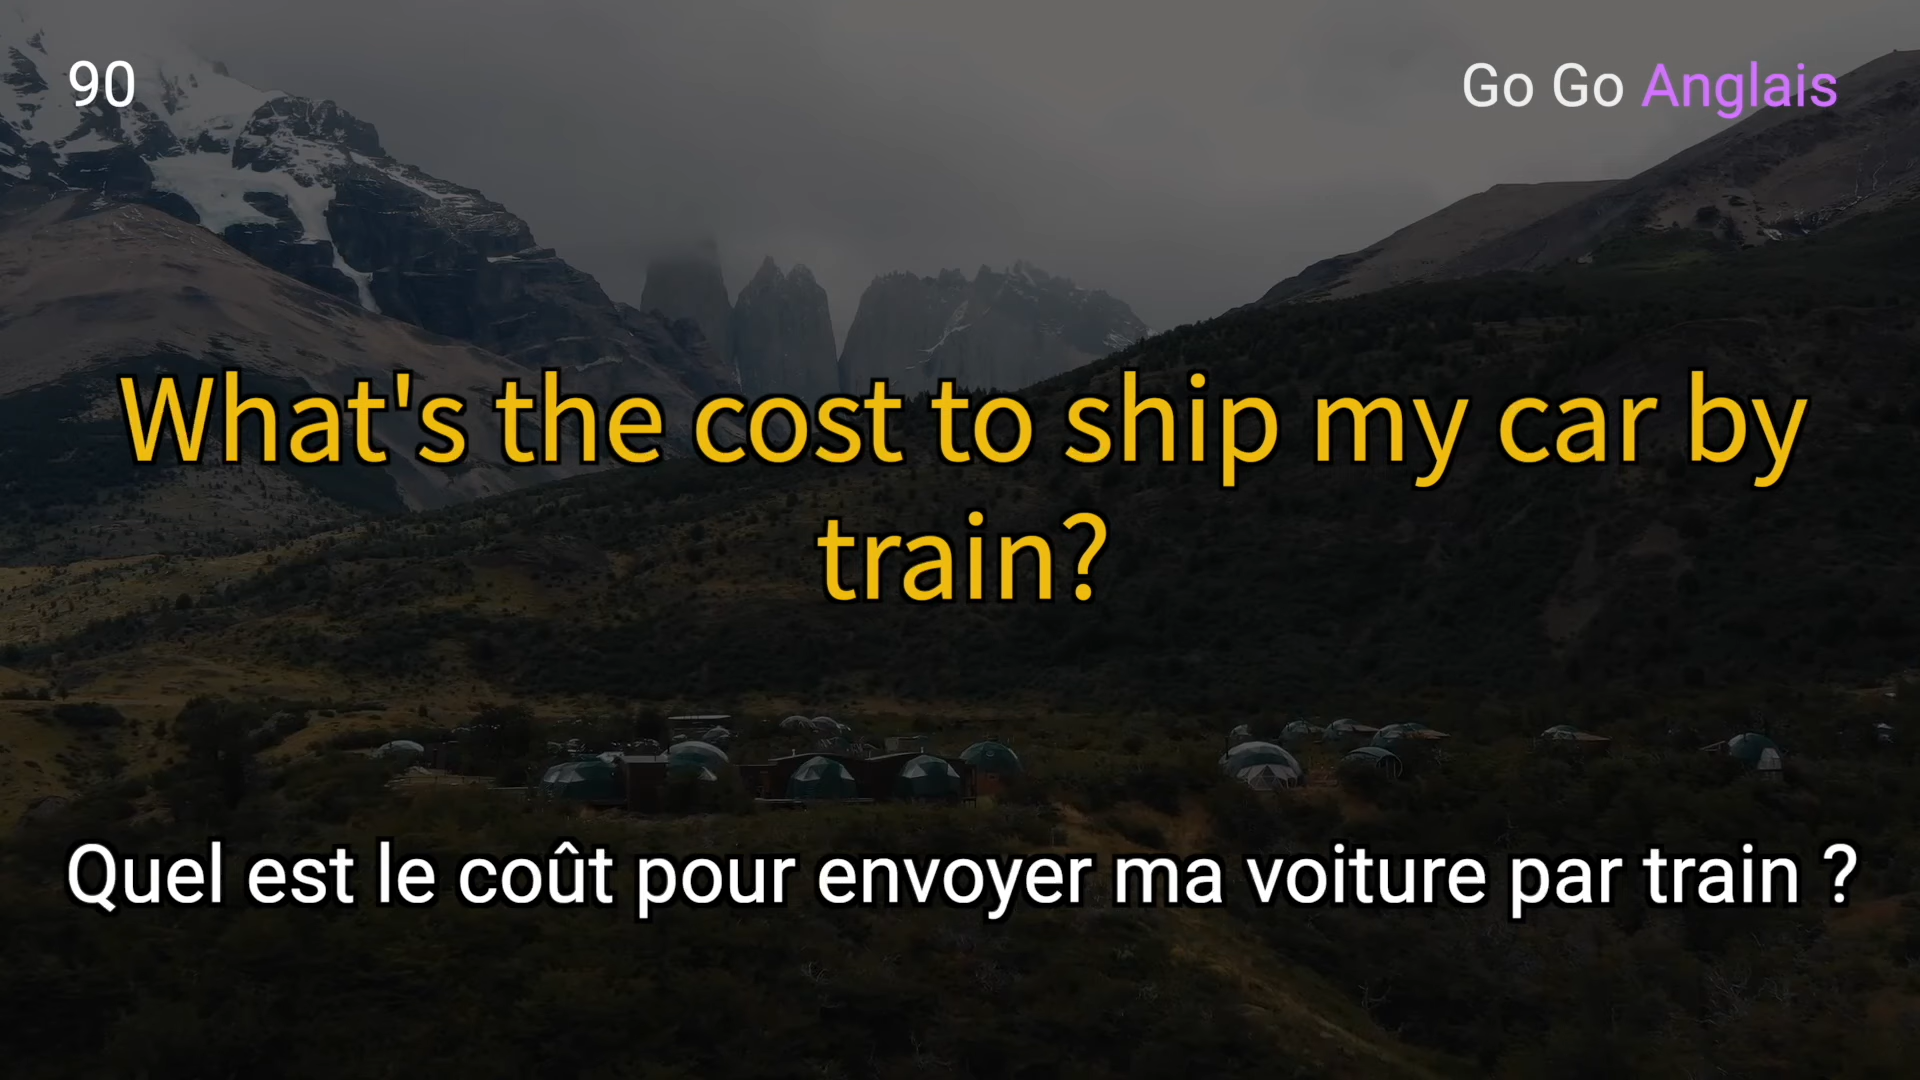 90
Go Go Anglais
What's the cost to ship my car by
train?
Quel est le coût pour envoyer ma voiture par train ?